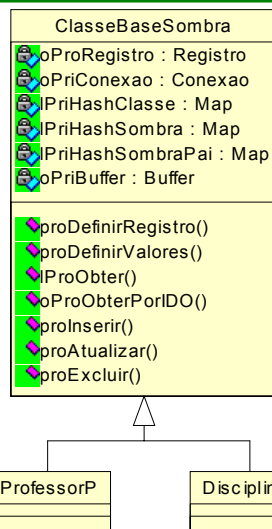 ClasseBaseSombra
oProRegistro : Registro
oPriConexao : Conexao
lPriHashClasse : Map
lPriHashSombra : Map
lPriHashSombraPai : Map
oPriBuffer : Buffer
proDefinirRegistro()
proDefinirValores()
lProObter()
oProObterPorIDO()
proInserir()
proAtualizar()
proExcluir()
ProfessorP